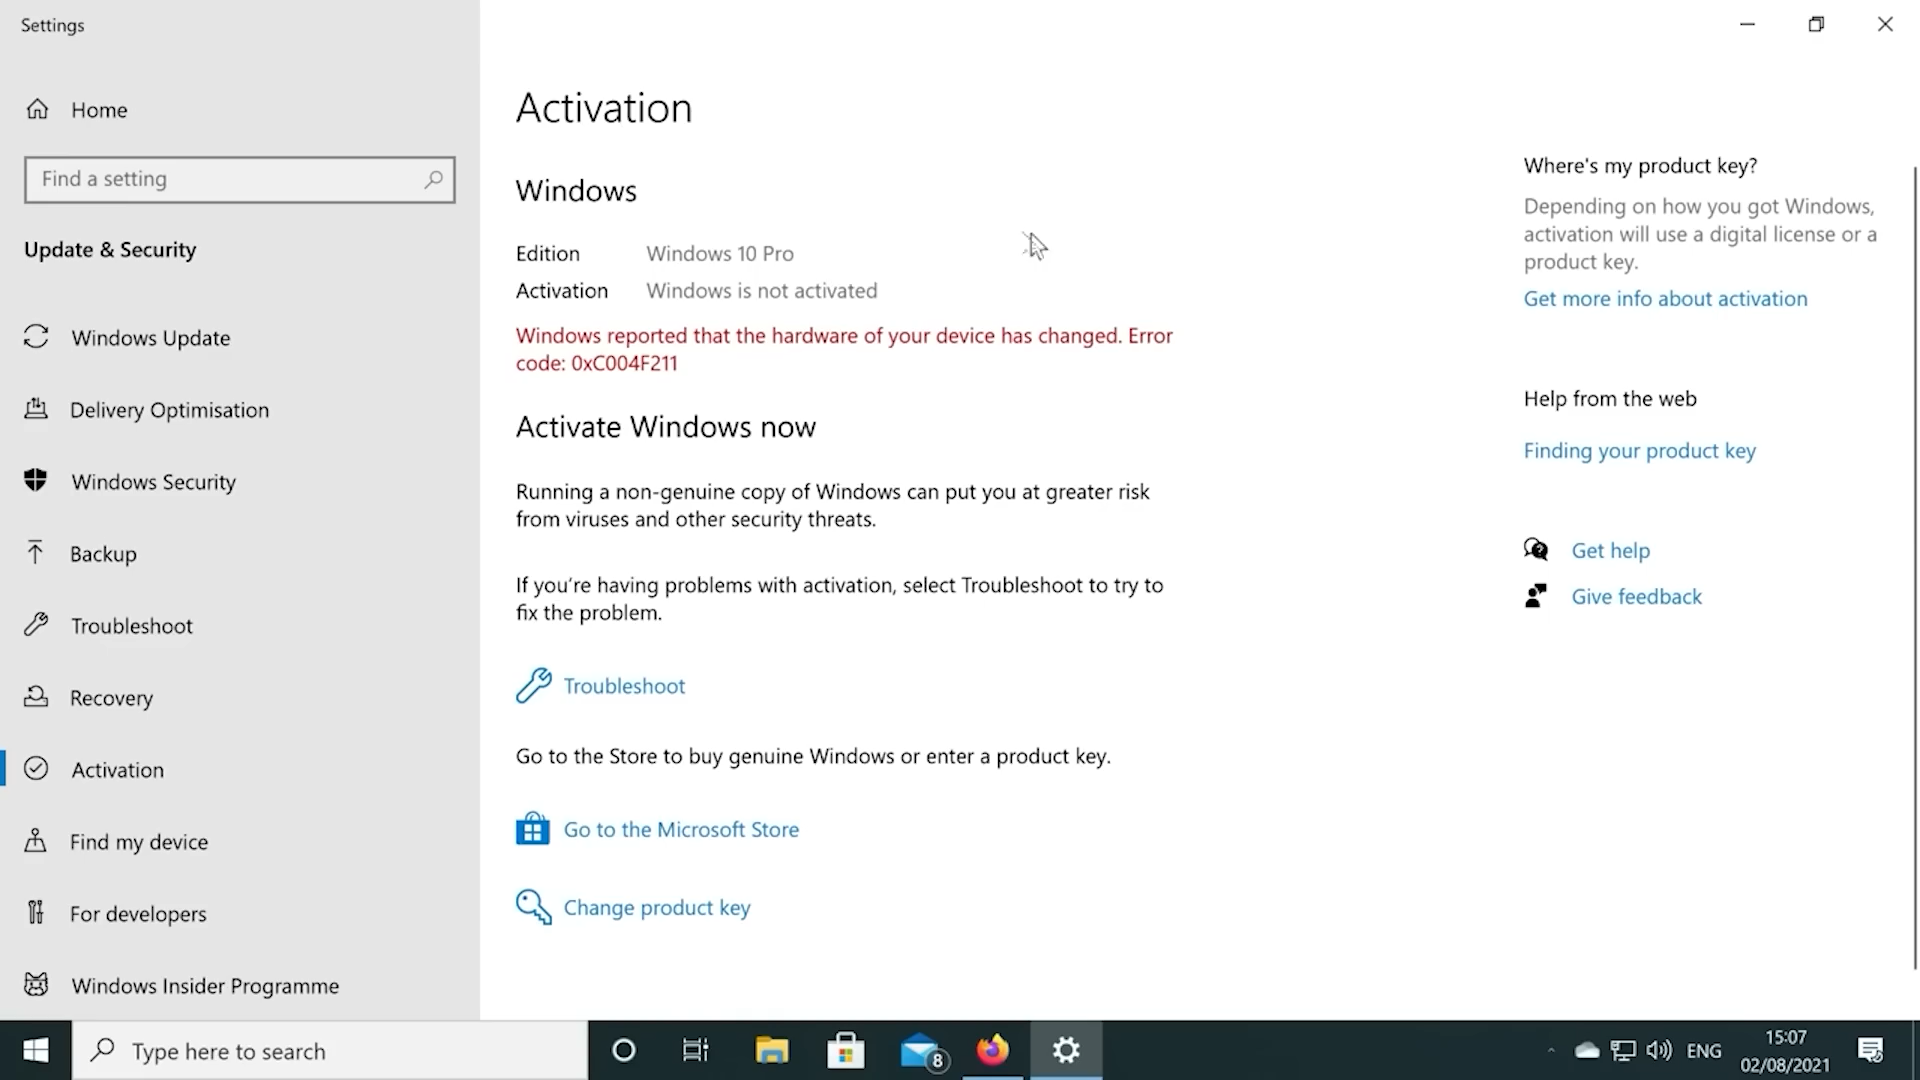 Settings
Home
Find a setting
Update & Security
Windows Update
Delivery Optimisation
Windows Security
Backup
Troubleshoot
Recovery
Activation
Find my device
For developers
Windows Insider Programme
Activation
Windows
Edition Windows 10 Pro
Activation Windows is not activated
Windows reported that the hardware of your device has changed. Error
code: 0xC004F211
Activate Windows now
Running a non-genuine copy of Windows can put you at greater risk
from viruses and other security threats.
If you're having problems with activation, select Troubleshoot to try to
fix the problem.
Troubleshoot
Go to the Store to buy genuine Windows or enter a product key.
Go to the Microsoft Store
Change product key
Where's my product key?
Depending on how you got Windows,
activation will use a digital license or a
product key.
Get more info about activation
Help from the web
Finding your product key
Get help
Give feedback
Type here to search
8
ENG
15:07
02/08/2021